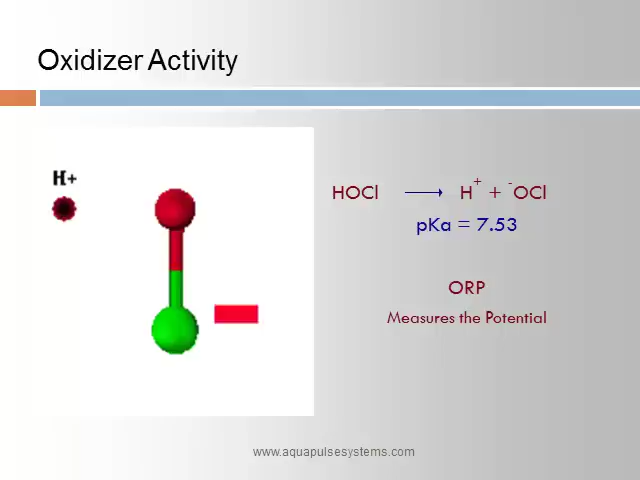 Oxidizer Activity
H+
HOCl ⟶ H⁺ + ⁻OCl
pKa = 7.53
ORP
Measures the Potential
www.aquapulsesystems.com